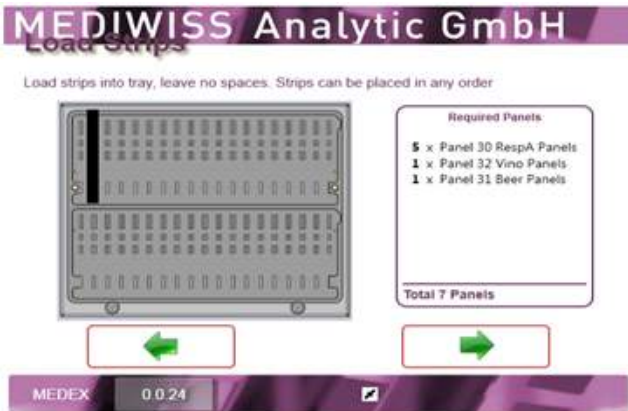 MEDIWISS Analytic GmbH
Load Strips
Load strips into tray, leave no spaces. Strips can be placed in any order
Required Panels
5 x Panel 30 RespA Panels
1 x Panel 32 Vino Panels
1 x Panel 31 Beer Panels
Total 7 Panels
MEDEX
0.0.24